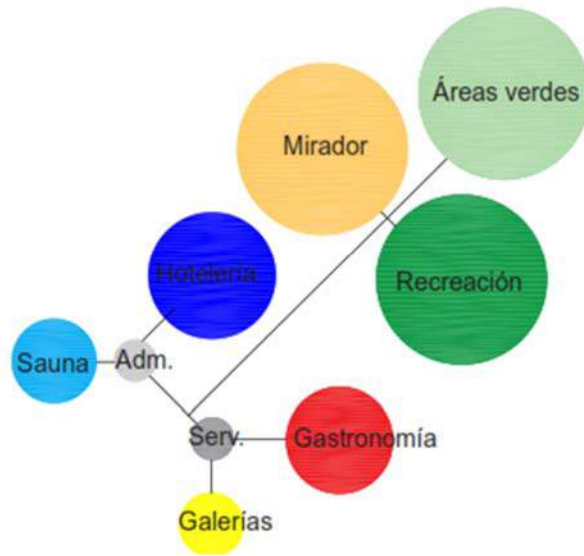 Áreas verdes
Mirador
Hotelería
Recreación
Sauna
Adm.
Serv.
Gastronomía
Galerías